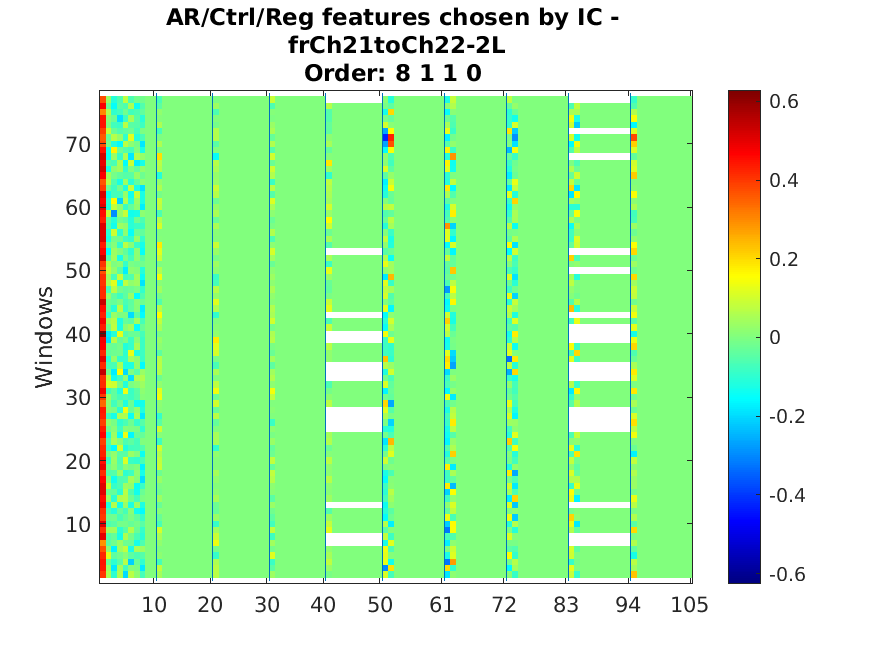 AR/Ctrl/Reg features chosen by IC -
frCh21toCh22-2L
Order: 8 1 1 0
Windows
70
60
50
40
30
20
10
10 20 30 40 50 61 72 83 94 105
0.6
0.4
0.2
0
-0.2
-0.4
-0.6